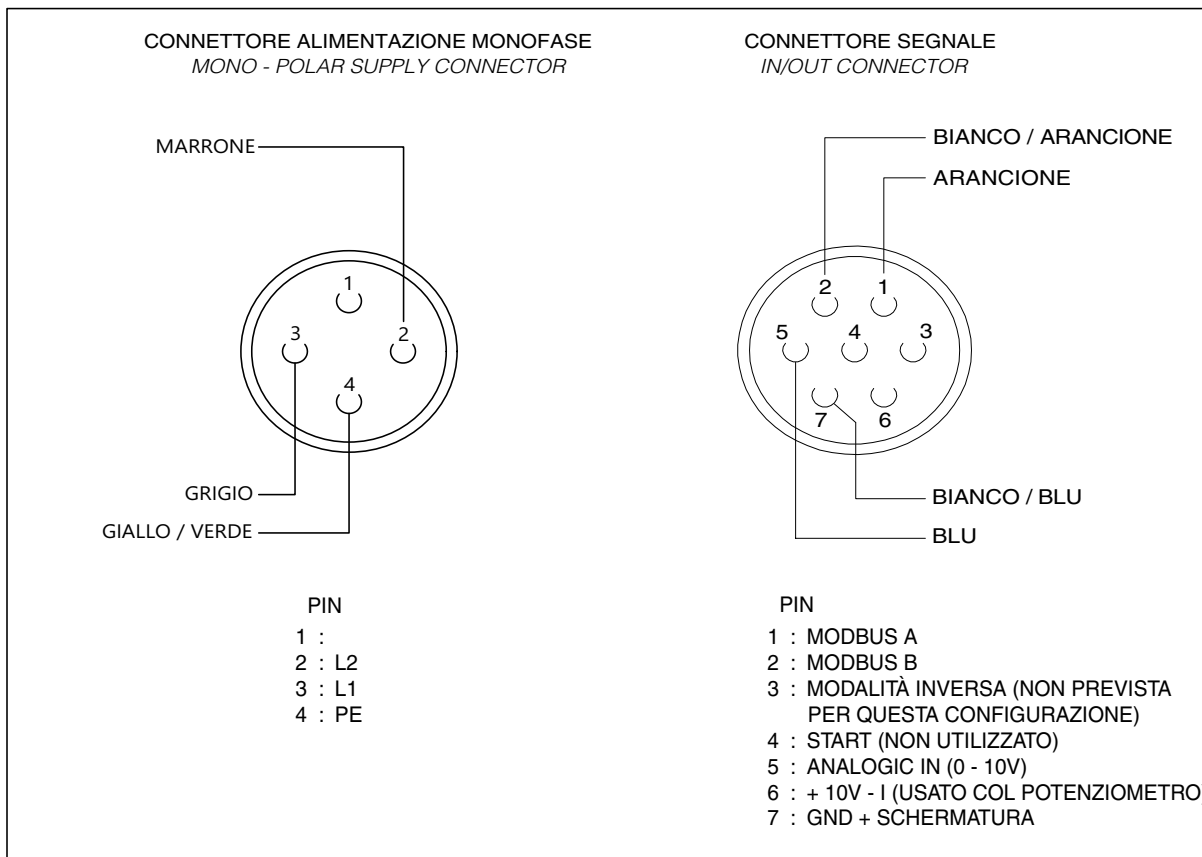 CONNETTORE ALIMENTAZIONE MONOFASE
MONO - POLAR SUPPLY CONNECTOR
MARRONE
1
3
2
4
GRIGIO
GIALLO / VERDE
PIN
1 :
2 : L2
3 : L1
4 : PE
CONNETTORE SEGNALE
IN/OUT CONNECTOR
BIANCO / ARANCIONE
ARANCIONE
2
1
5
4
3
7
6
BIANCO / BLU
BLU
PIN
1 : MODBUS A
2 : MODBUS B
3 : MODALITÀ INVERSA (NON PREVISTA
PER QUESTA CONFIGURAZIONE)
4 : START (NON UTILIZZATO)
5 : ANALOGIC IN (0 - 10V)
6 : + 10V - I (USATO COL POTENZIOMETRO
7 : GND + SCHERMATURA